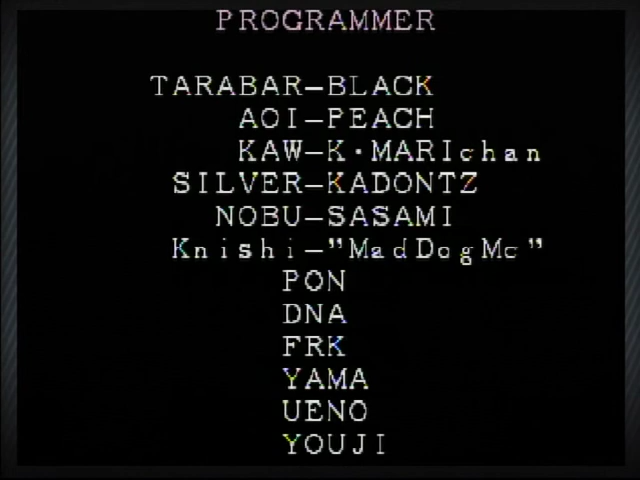 PROGRAMMER
TARABAR—BLACK
AOI—PEACH
KAW—K・MARIchan
SILVER—KADONTZ
NOBU—SASAMI
Knishi—”MadDogMc”
PON
DNA
FRK
YAMA
UENO
YOUJI